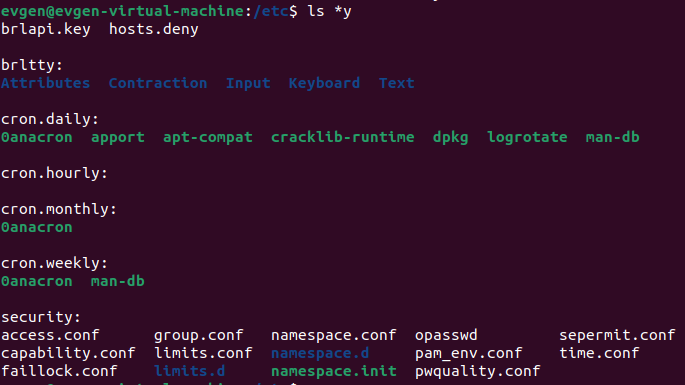 evgen@evgen-virtual-machine:/etc$ ls *y
brlapi.key  hosts.deny

brltty:
Attributes  Contraction  Input  Keyboard  Text

cron.daily:
0anacron  apport  apt-compat  cracklib-runtime  dpkg  logrotate  man-db

cron.hourly:

cron.monthly:
0anacron

cron.weekly:
0anacron  man-db

security:
access.conf      group.conf   namespace.conf  opasswd        sepermit.conf
capability.conf  limits.conf  namespace.d     pam_env.conf   time.conf
faillock.conf    limits.d     namespace.init  pwquality.conf